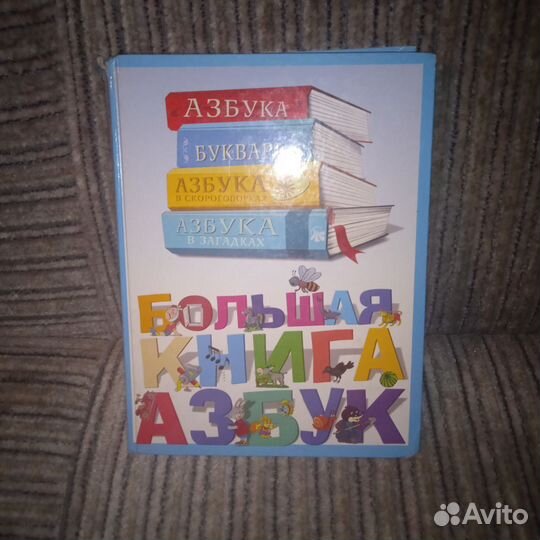 АЗБУКА
БУКВАРЬ
АЗБУКА
В СКОРОГОВОРКАХ
АЗБУКА
В ЗАГАДКАХ
БОЛЬШАЯ
КНИГА
АЗБУК
Avito